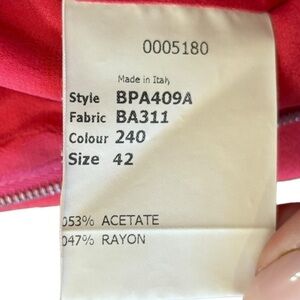 0005180
Made in Italy
Style BPA409A
Fabric BA311
Colour 240
Size 42
053% ACETATE
047% RAYON